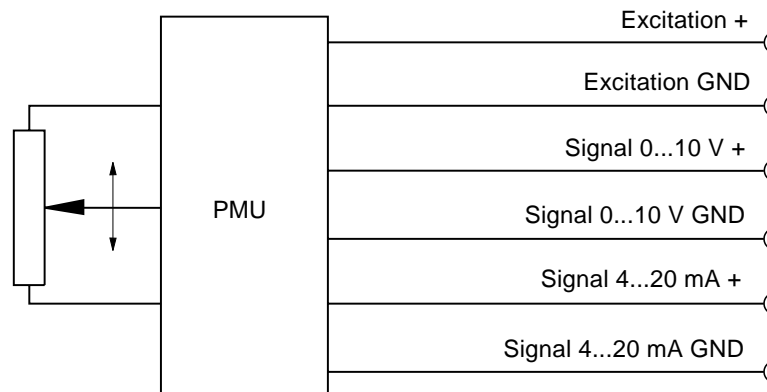 Excitation +
Excitation GND
Signal 0...10 V +
PMU
Signal 0...10 V GND
Signal 4...20 mA +
Signal 4...20 mA GND